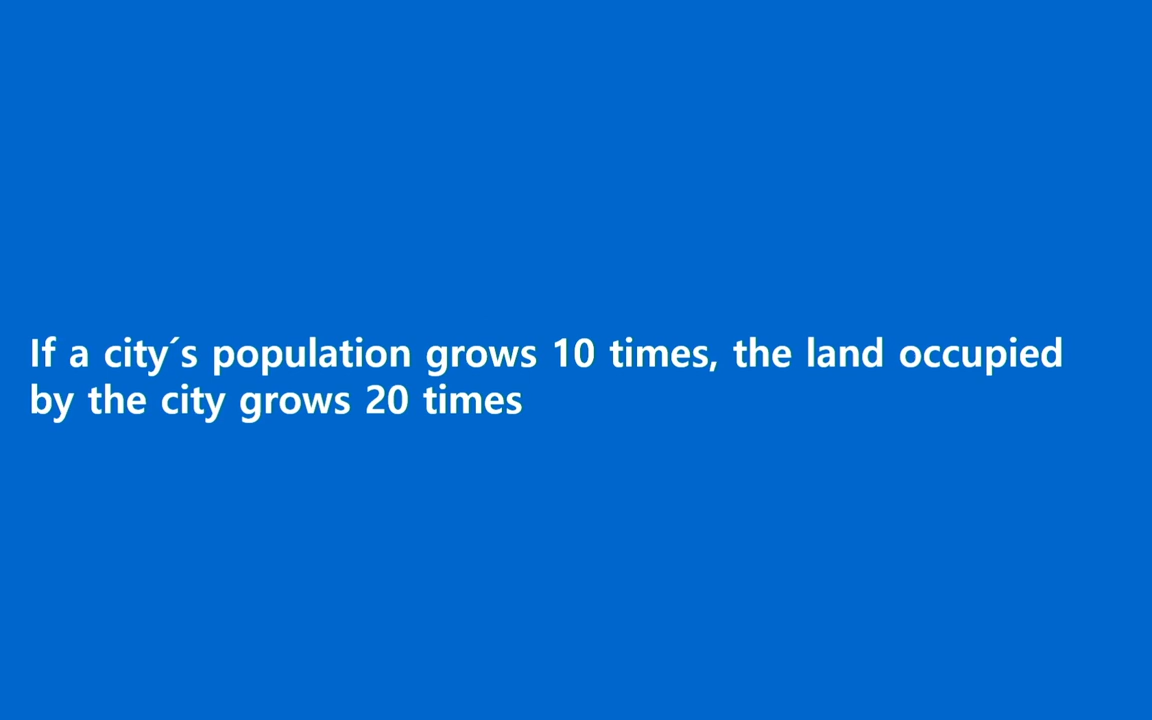 If a city´s population grows 10 times, the land occupied
by the city grows 20 times